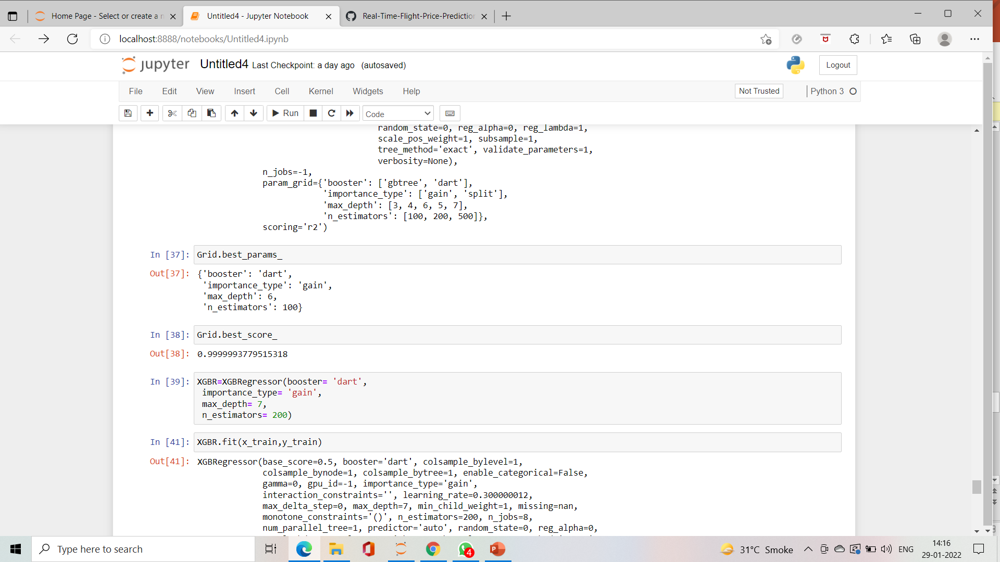 Home Page - Select or create a n
Untitled4 - Jupyter Notebook
Real-Time-Flight-Price-Prediction
localhost:8888/notebooks/Untitled4.ipynb
jupyter Untitled4 Last Checkpoint: a day ago (autosaved)
Logout
File Edit View Insert Cell Kernel Widgets Help
Not Trusted
Python 3
Run
Code
random_state=0, reg_alpha=0, reg_lambda=1,
scale_pos_weight=1, subsample=1,
tree_method='exact', validate_parameters=1,
verbosity=None),
n_jobs=-1,
param_grid={'booster': ['gbtree', 'dart'],
'importance_type': ['gain', 'split'],
'max_depth': [3, 4, 6, 5, 7],
'n_estimators': [100, 200, 500]},
scoring='r2')
In [37]: Grid.best_params_
Out[37]: {'booster': 'dart',
'importance_type': 'gain',
'max_depth': 6,
'n_estimators': 100}
In [38]: Grid.best_score_
Out[38]: 0.9999993779515318
In [39]: XGBR=XGBRegressor(booster= 'dart',
importance_type= 'gain',
max_depth= 7,
n_estimators= 200)
In [41]: XGBR.fit(x_train,y_train)
Out[41]: XGBRegressor(base_score=0.5, booster='dart', colsample_bylevel=1,
colsample_bynode=1, colsample_bytree=1, enable_categorical=False,
gamma=0, gpu_id=-1, importance_type='gain',
interaction_constraints='', learning_rate=0.300000012,
max_delta_step=0, max_depth=7, min_child_weight=1, missing=nan,
monotone_constraints='()', n_estimators=200, n_jobs=8,
num_parallel_tree=1, predictor='auto', random_state=0, reg_alpha=0,
Type here to search
4
31°C Smoke
ENG
14:16
29-01-2022